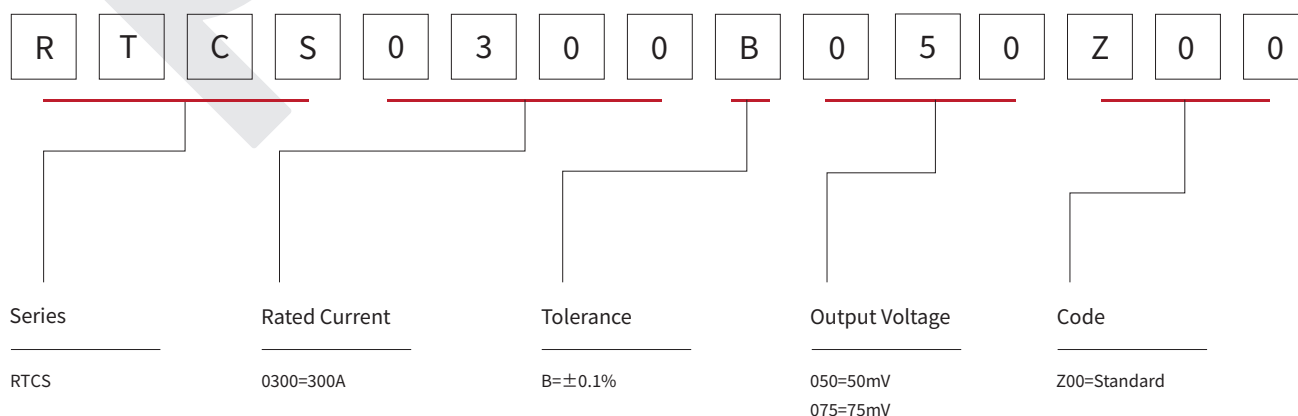 R T C S 0 3 0 0 B 0 5 0 Z 0 0
Series Rated Current Tolerance Output Voltage Code
RTCS 0300=300A B=±0.1% 050=50mV Z00=Standard
075=75mV